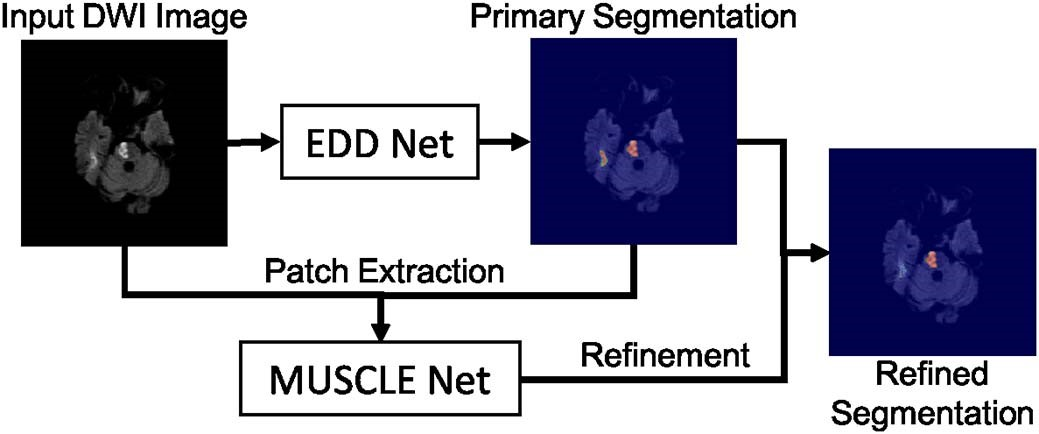 Input DWI Image
Primary Segmentation
EDD Net
Patch Extraction
MUSCLE Net
Refinement
Refined
Segmentation